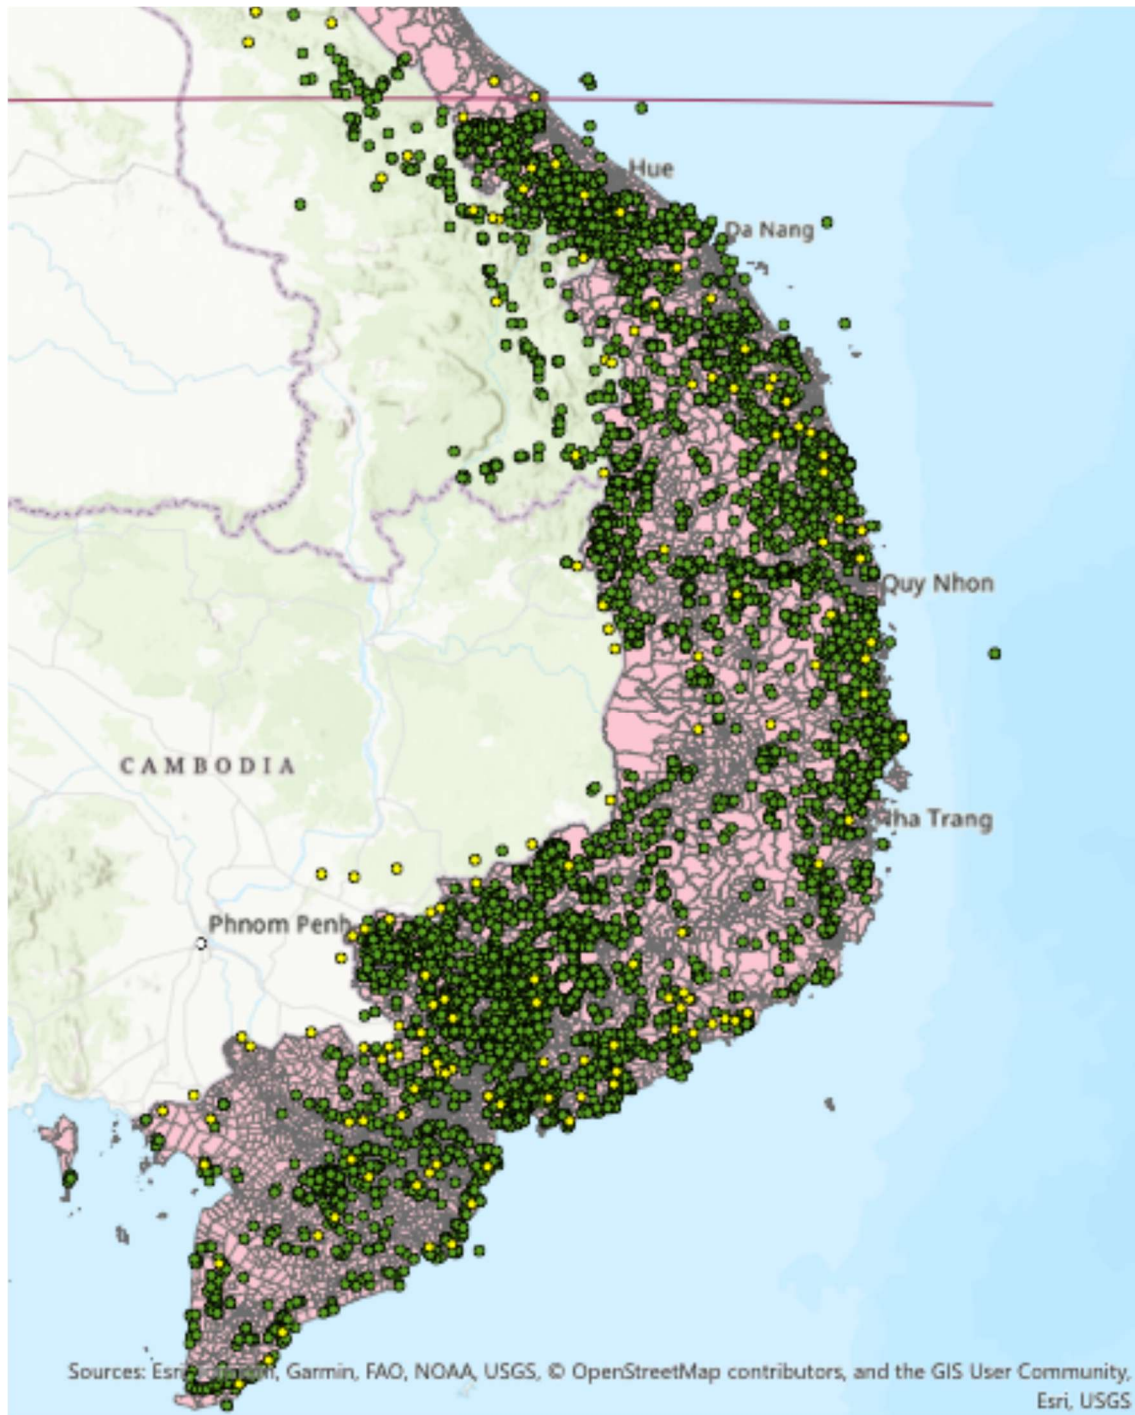 Hue
Da Nang
Quy Nhon
CAMBODIA
Nha Trang
Phnom Penh
Sources: Esri, Garmin, FAO, NOAA, USGS, © OpenStreetMap contributors, and the GIS User Community,
Esri, USGS